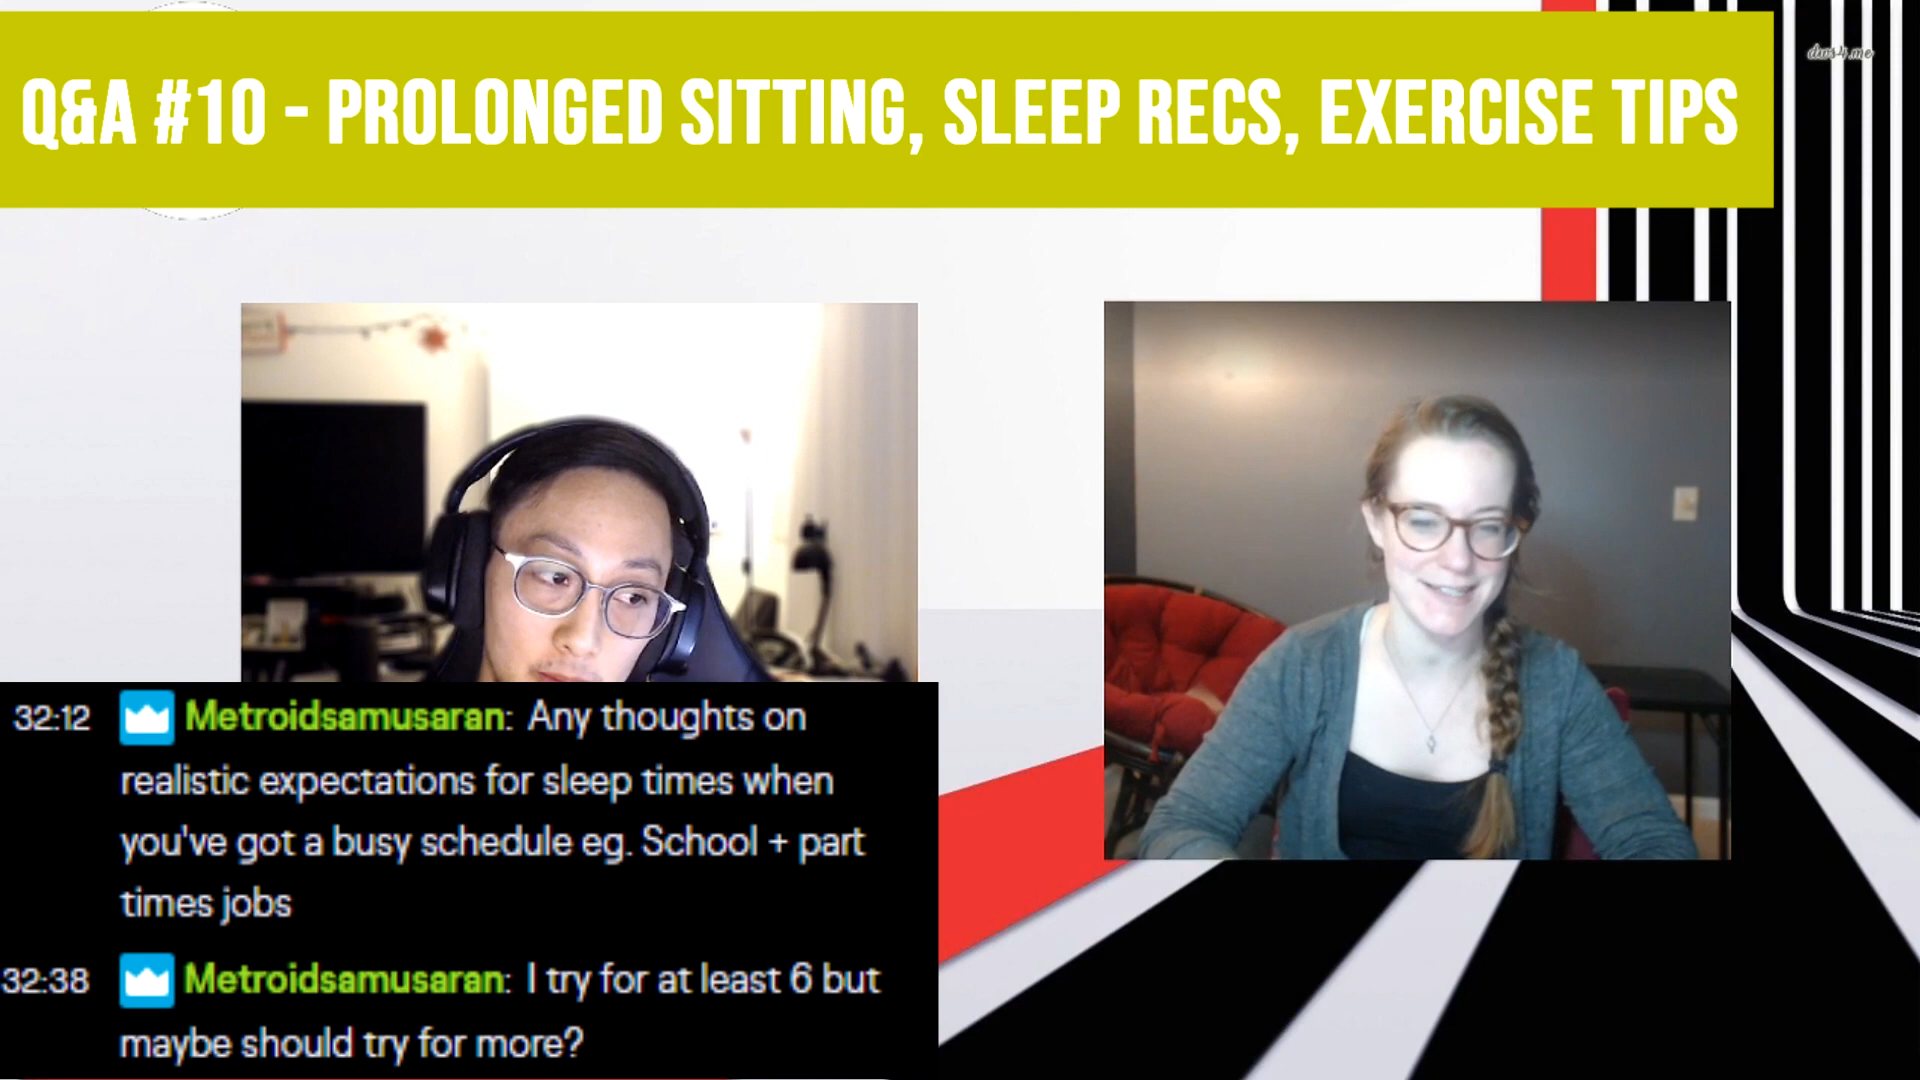 Q&A #10 - PROLONGED SITTING, SLEEP RECS, EXERCISE TIPS
32:12 Metroidsamusaran: Any thoughts on
realistic expectations for sleep times when
you've got a busy schedule eg. School + part
times jobs
32:38 Metroidsamusaran: I try for at least 6 but
maybe should try for more?